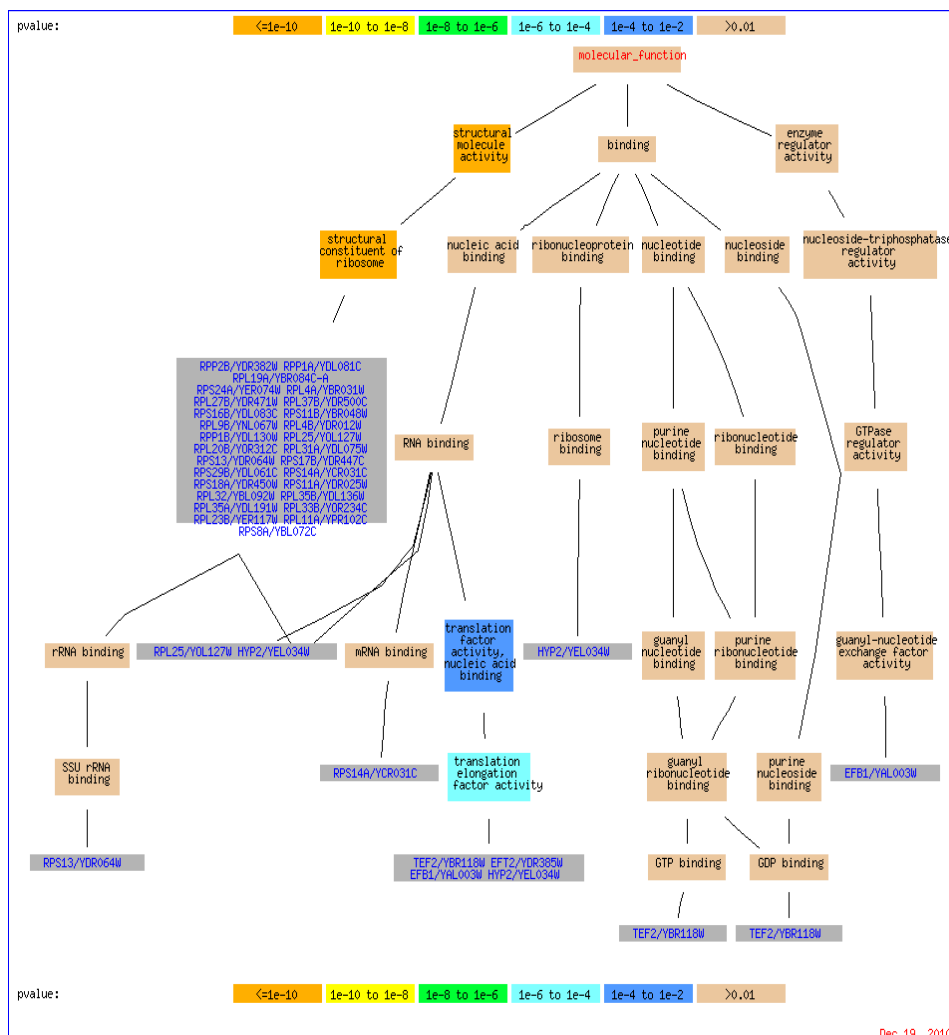 pvalue: <=1e-10 1e-10 to 1e-8 1e-8 to 1e-6 1e-6 to 1e-4 1e-4 to 1e-2 >0.01
molecular_function
structural
molecule
activity
binding
enzyme
regulator
activity
structural
constituent of
ribosome
nucleic acid
binding
ribonucleoprotein
binding
nucleotide
binding
nucleoside
binding
nucleoside-triphosphatase
regulator
activity
RPP2B/YDR382W RPP1A/YDL081C
RPL19A/YBR084C-A
RPS24A/YER074W RPL4A/YBR031W
RPL27B/YDR471W RPL37B/YDR500C
RPS16B/YDL083C RPS11B/YBR048W
RPL9B/YNL067W RPL4B/YDR012W
RPP1B/YDL130W RPL25/YOL127W
RPL20B/YOR312C RPL31A/YDL075W
RPS13/YDR064W RPS17B/YDR447C
RPS29B/YDL061C RPS14A/YCR031C
RPS18A/YDR450W RPS11A/YDR025W
RPL32/YBL092W RPL35B/YDL136W
RPL35A/YDL191W RPL33B/YOR234C
RPL23B/YER117W RPL11A/YPR102C
RPS8A/YBL072C
RNA binding
ribosome
binding
purine
nucleotide
binding
ribonucleotide
binding
GTPase
regulator
activity
rRNA binding
RPL25/YOL127W HYP2/YEL034W
mRNA binding
translation
factor
activity,
nucleic acid
binding
HYP2/YEL034W
guanyl
nucleotide
binding
purine
ribonucleotide
binding
guanyl-nucleotide
exchange factor
activity
SSU rRNA
binding
RPS14A/YCR031C
translation
elongation
factor activity
guanyl
ribonucleotide
binding
purine
nucleoside
binding
EFB1/YAL003W
RPS13/YDR064W
TEF2/YBR118W EFT2/YDR385W
EFB1/YAL003W HYP2/YEL034W
GTP binding
GDP binding
TEF2/YBR118W
TEF2/YBR118W
pvalue: <=1e-10 1e-10 to 1e-8 1e-8 to 1e-6 1e-6 to 1e-4 1e-4 to 1e-2 >0.01
Dec 19, 2010